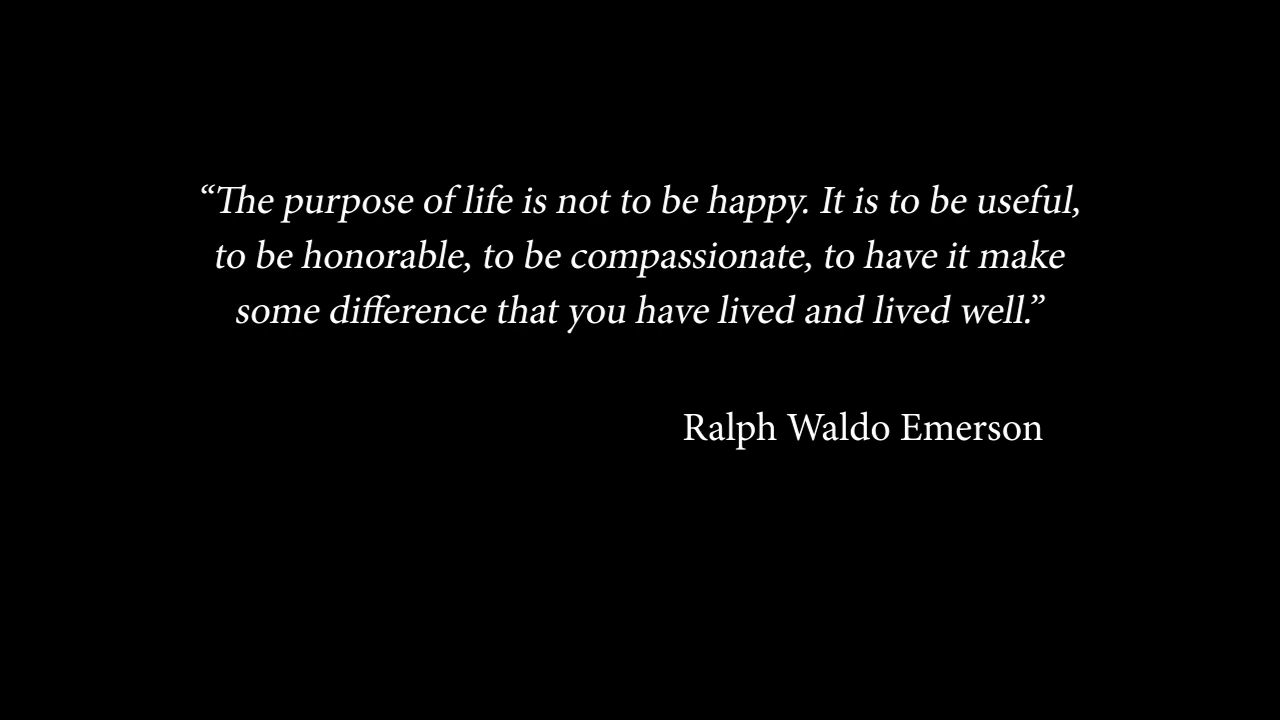 “The purpose of life is not to be happy. It is to be useful,
to be honorable, to be compassionate, to have it make
some difference that you have lived and lived well.”
Ralph Waldo Emerson